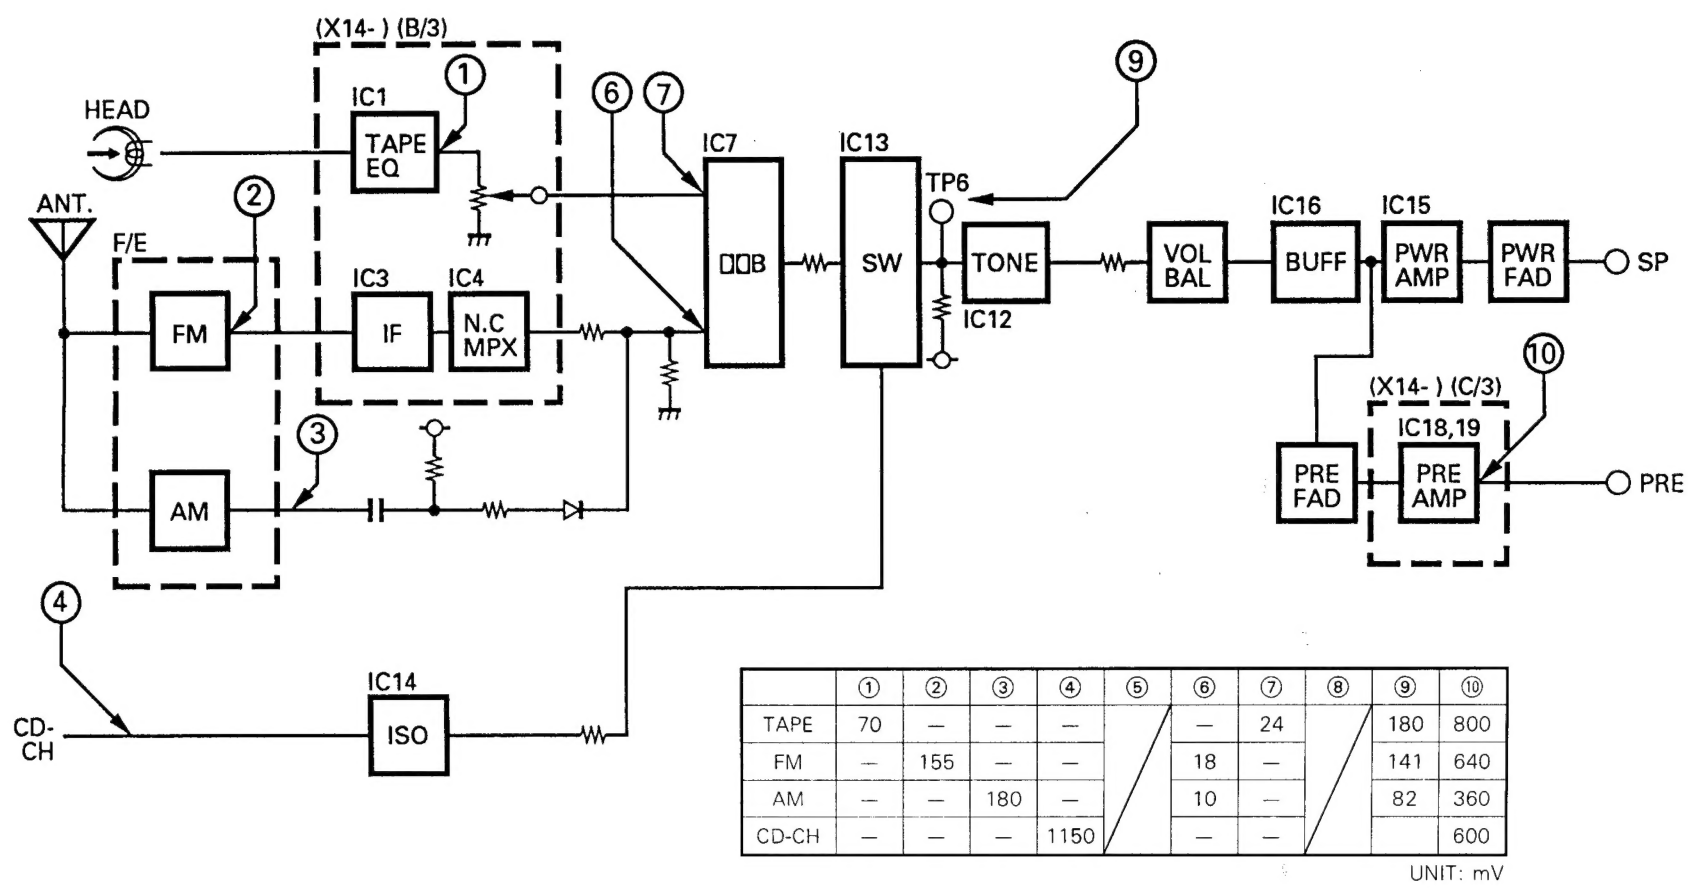 (X14- ) (B/3)
⑨
①
IC1
⑥ ⑦
HEAD
TAPE
EQ
IC7
IC13
TP6
②
ANT.
F/E
IC16
IC15
FM
IC3
IF
IC4
N.C
MPX
□□B
SW
TONE
IC12
VOL
BAL
BUFF
PWR
AMP
PWR
FAD
SP
⑩
(X14- ) (C/3)
③
IC18,19
AM
PRE
FAD
PRE
AMP
PRE
④
IC14
CD-
CH
ISO
① ② ③ ④ ⑤ ⑥ ⑦ ⑧ ⑨ ⑩
TAPE 70 — — — — 24 180 800
FM — 155 — — 18 — 141 640
AM — — 180 — 10 — 82 360
CD-CH — — — 1150 — — 600
UNIT: mV